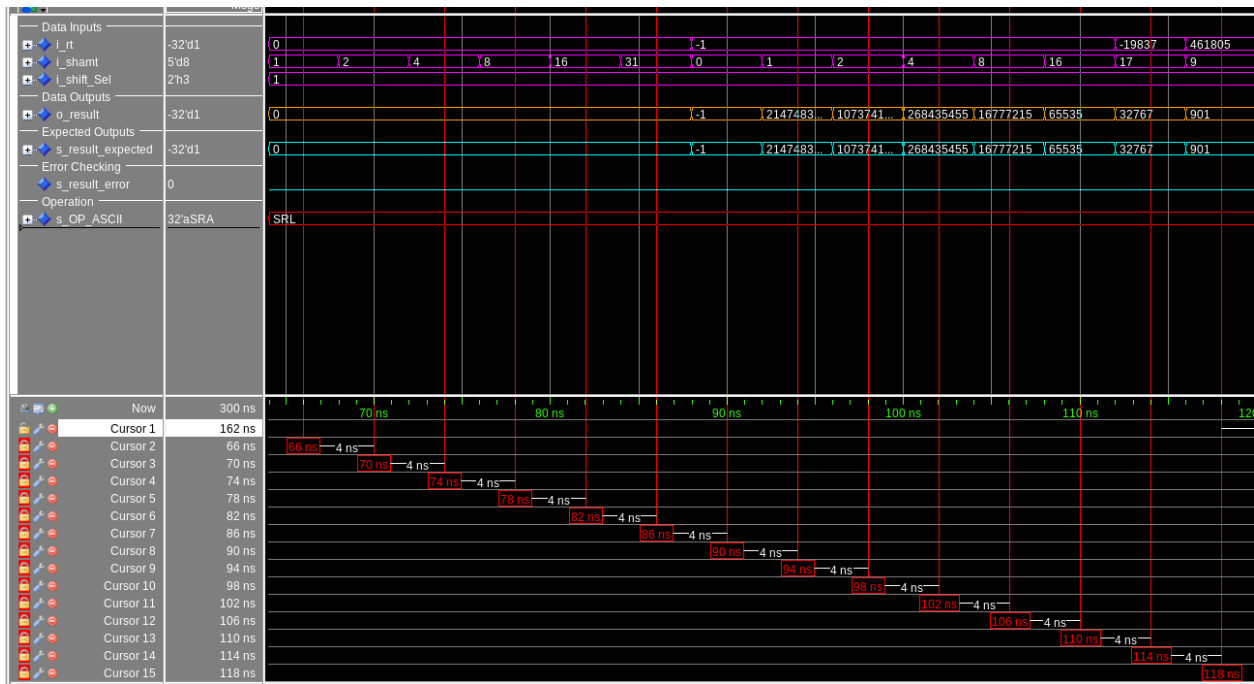 Msgs
Data Inputs
i_rt -32'd1 0 -1 -19837 461805
i_shamt 5'd8 1 2 4 8 16 31 0 1 2 4 8 16 17 9
i_shift_Sel 2'h3 1
Data Outputs
o_result -32'd1 0 -1 2147483... 1073741... 268435455 16777215 65535 32767 901
Expected Outputs
s_result_expected -32'd1 0 -1 2147483... 1073741... 268435455 16777215 65535 32767 901
Error Checking
s_result_error 0
Operation
s_OP_ASCII 32'aSRA SRL
Now 300 ns 70 ns 80 ns 90 ns 100 ns 110 ns 120
Cursor 1 162 ns
Cursor 2 66 ns 66 ns 4 ns
Cursor 3 70 ns 70 ns 4 ns
Cursor 4 74 ns 74 ns 4 ns
Cursor 5 78 ns 78 ns 4 ns
Cursor 6 82 ns 82 ns 4 ns
Cursor 7 86 ns 86 ns 4 ns
Cursor 8 90 ns 90 ns 4 ns
Cursor 9 94 ns 94 ns 4 ns
Cursor 10 98 ns 98 ns 4 ns
Cursor 11 102 ns 102 ns 4 ns
Cursor 12 106 ns 106 ns 4 ns
Cursor 13 110 ns 110 ns 4 ns
Cursor 14 114 ns 114 ns 4 ns
Cursor 15 118 ns 118 ns